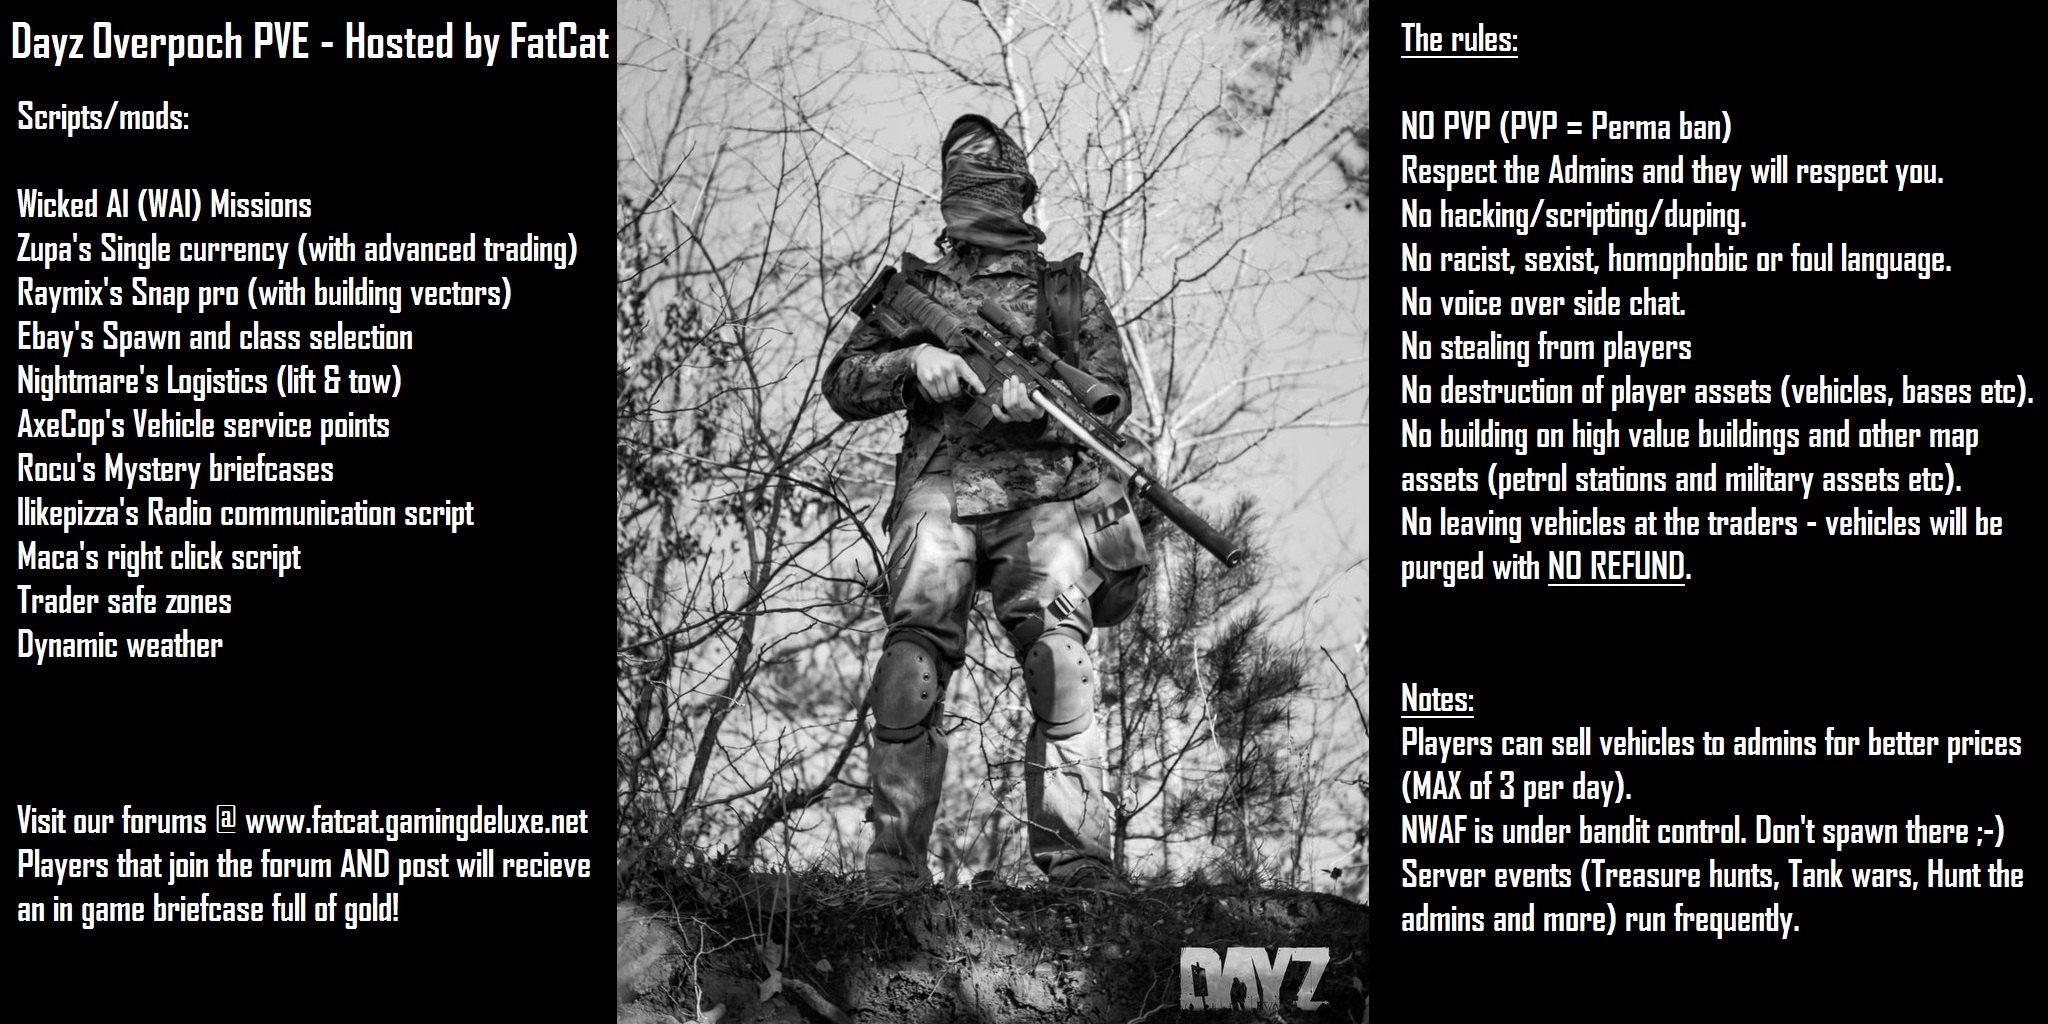 Dayz Overpoch PVE - Hosted by FatCat
Scripts/mods:
Wicked AI (WAI) Missions
Zupa's Single currency (with advanced trading)
Raymix's Snap pro (with building vectors)
Ebay's Spawn and class selection
Nightmare's Logistics (lift & tow)
AxeCop's Vehicle service points
Rocu's Mystery briefcases
Ilikepizza's Radio communication script
Maca's right click script
Trader safe zones
Dynamic weather
Visit our forums @ www.fatcat.gamingdeluxe.net
Players that join the forum AND post will recieve
an in game briefcase full of gold!
The rules:
NO PVP (PVP = Perma ban)
Respect the Admins and they will respect you.
No hacking/scripting/duping.
No racist, sexist, homophobic or foul language.
No voice over side chat.
No stealing from players
No destruction of player assets (vehicles, bases etc).
No building on high value buildings and other map
assets (petrol stations and military assets etc).
No leaving vehicles at the traders - vehicles will be
purged with NO REFUND.
Notes:
Players can sell vehicles to admins for better prices
(MAX of 3 per day).
NWAF is under bandit control. Don't spawn there ;-)
Server events (Treasure hunts, Tank wars, Hunt the
admins and more) run frequently.
DAYZ